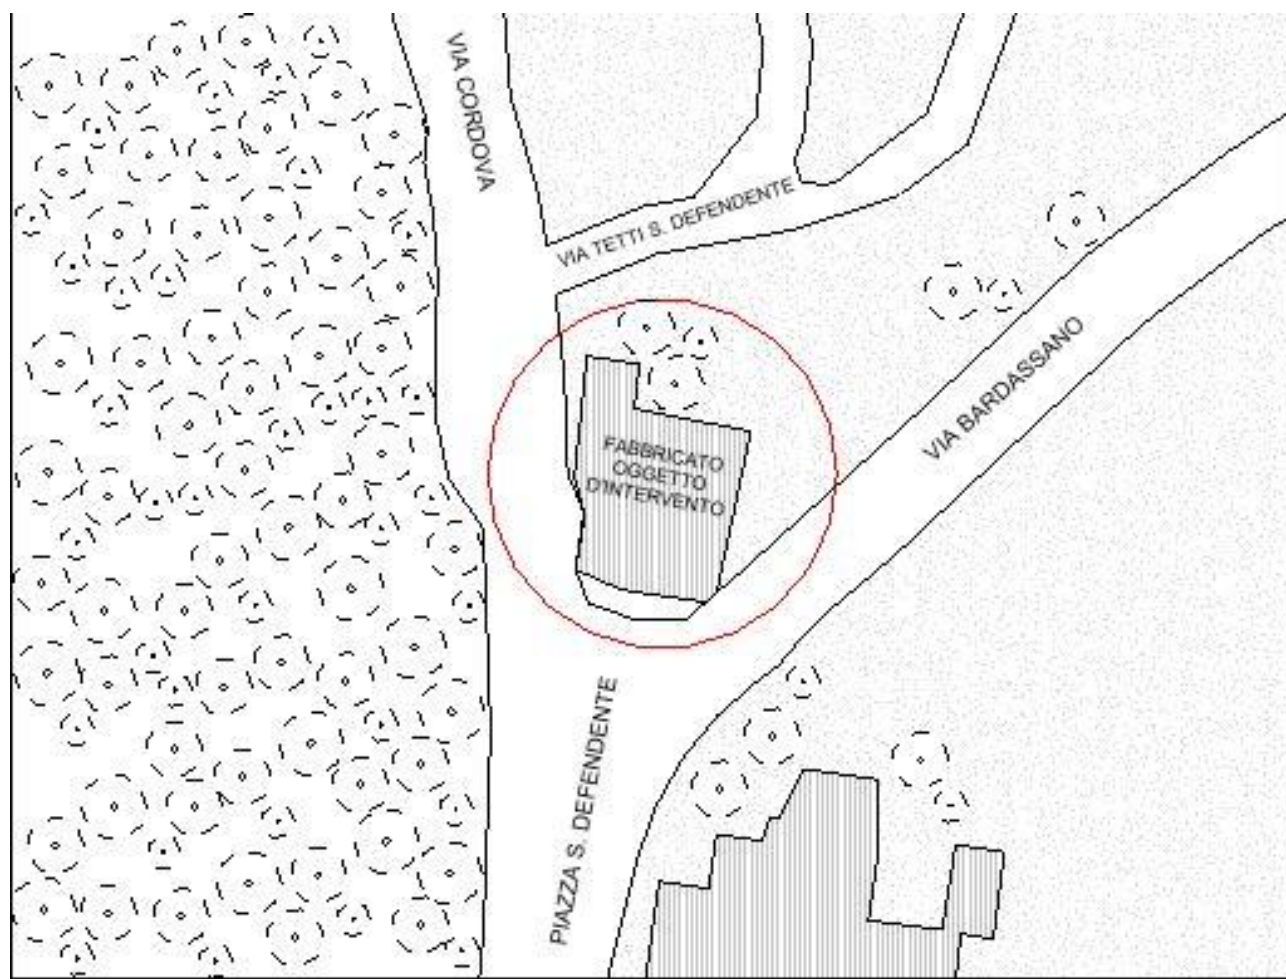 VIA CORDOVA
VIA TETTI S. DEFENDENTE
VIA BARDASSANO
FABBRICATO
OGGETTO
D'INTERVENTO
PIAZZA S. DEFENDENTE